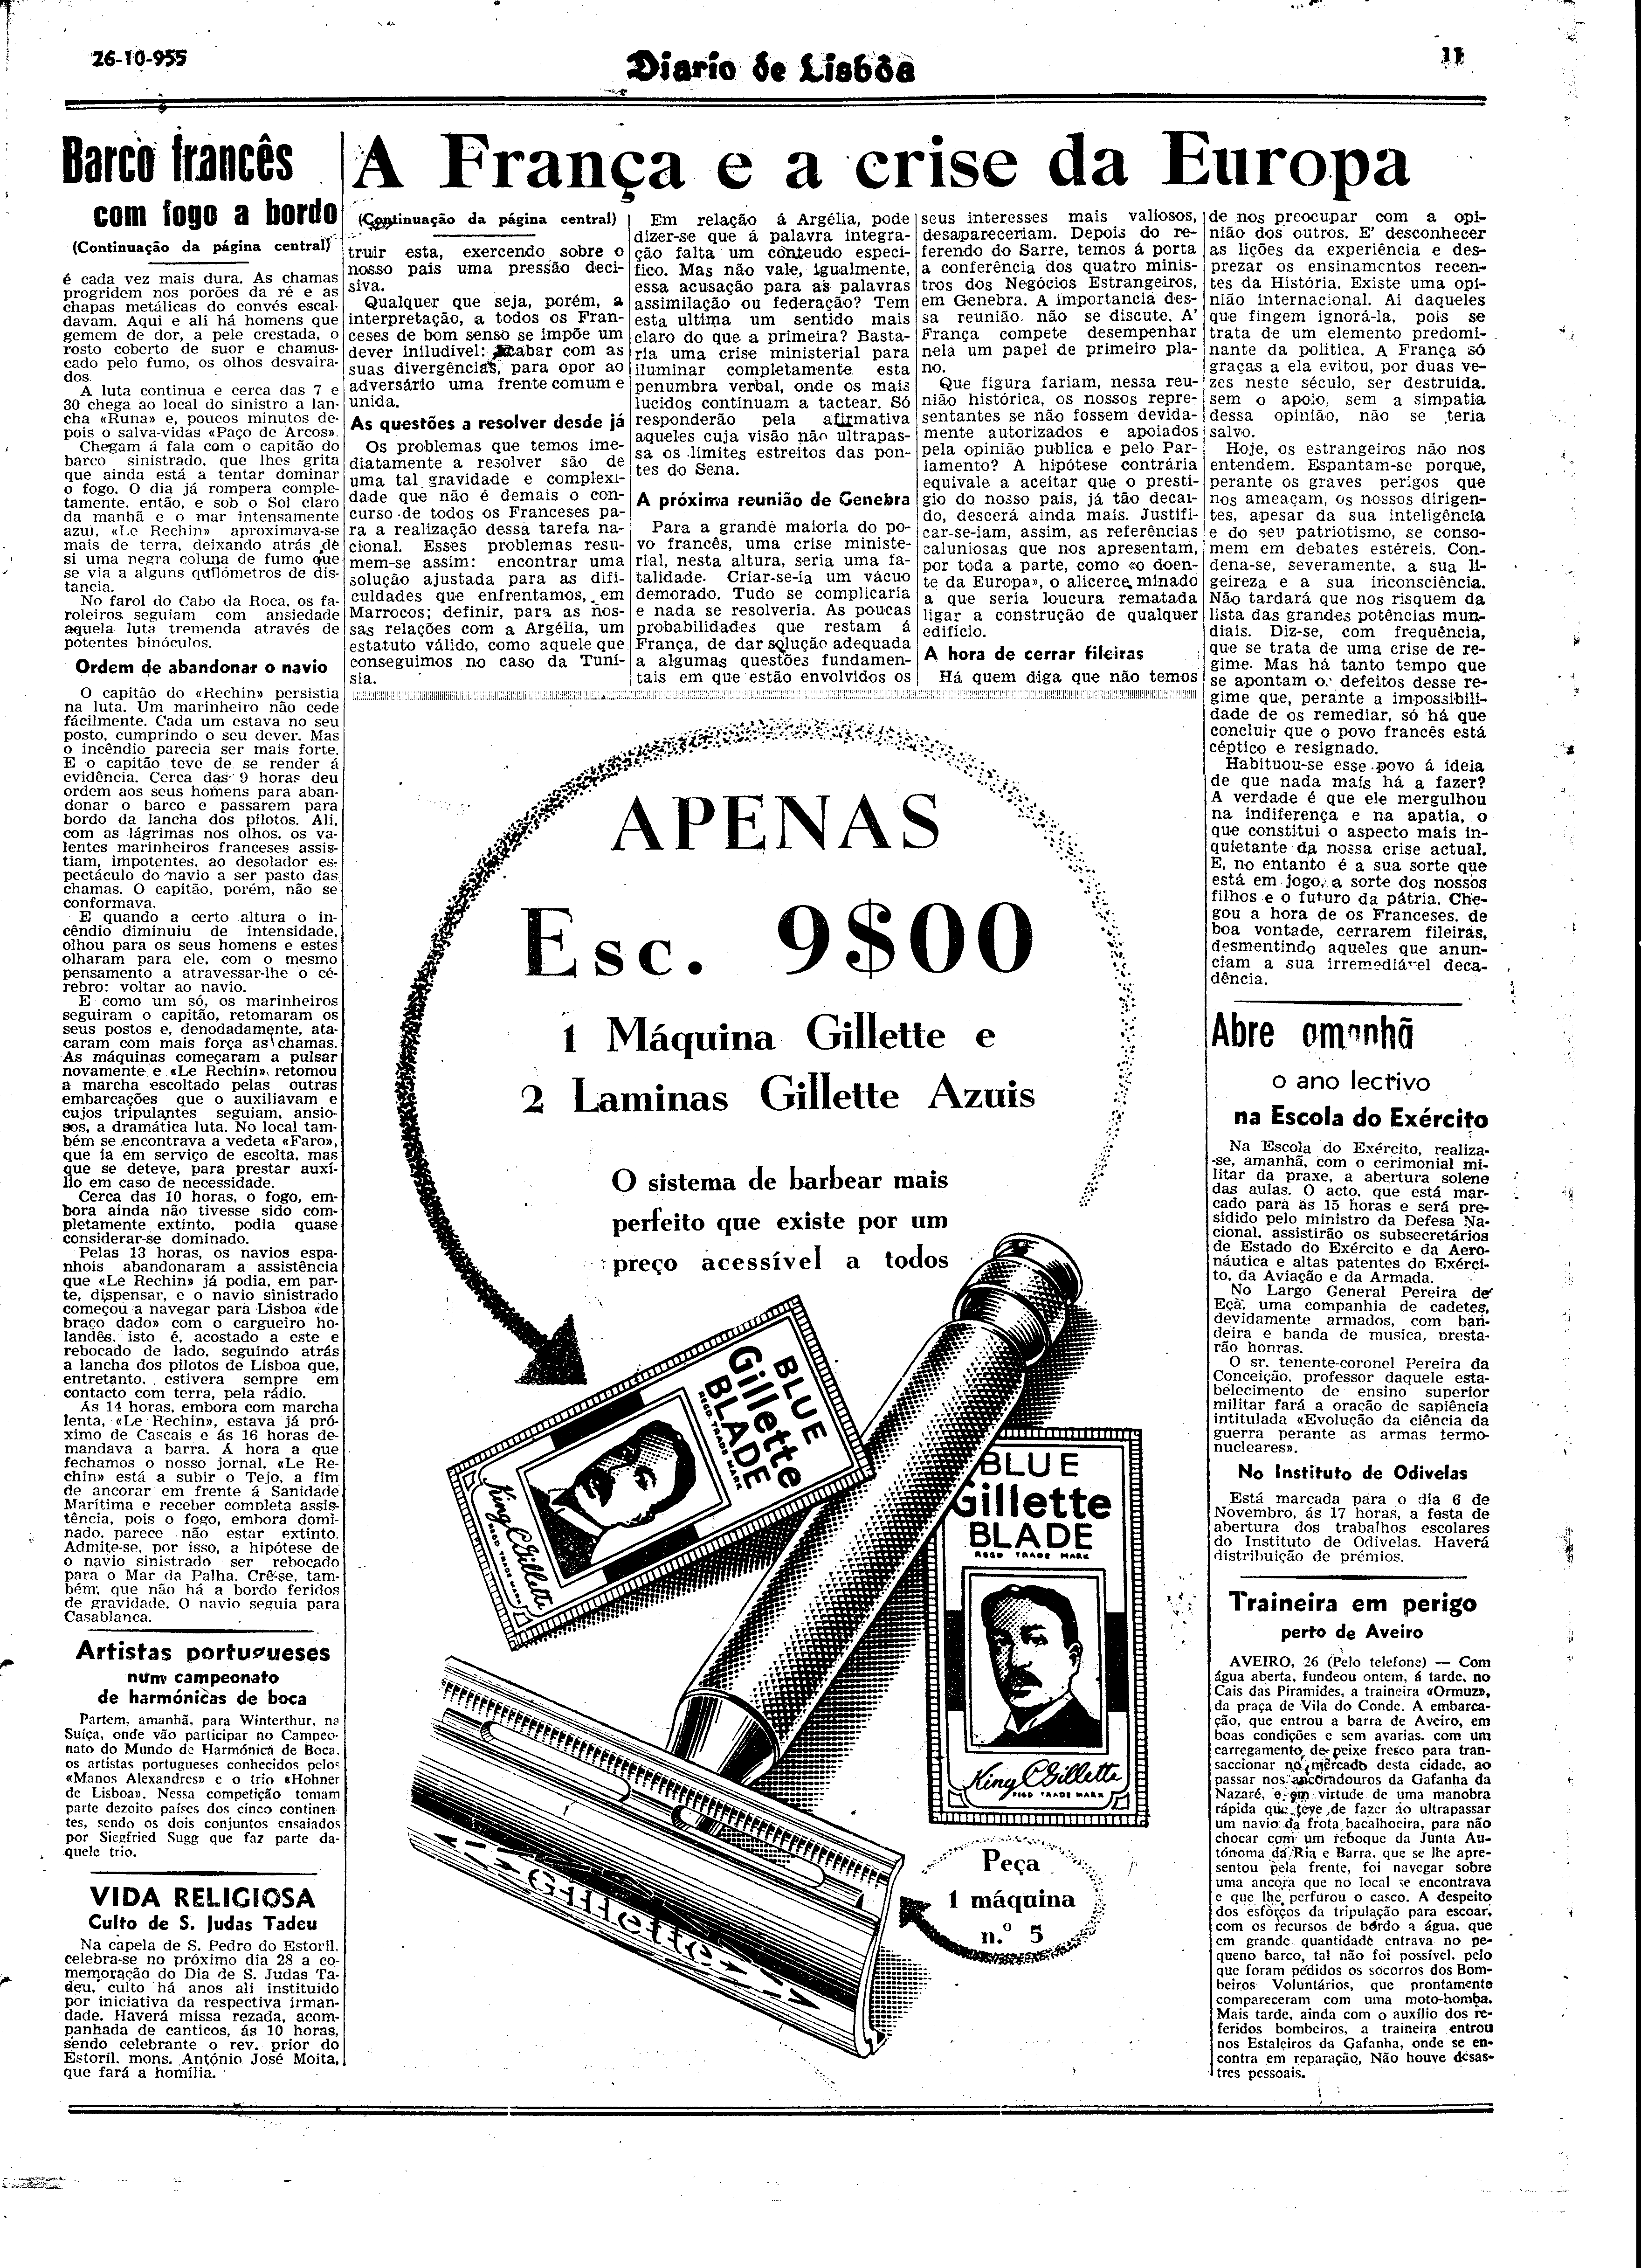 26-10-955
Diario de Lisbôa
11
Barco francês
com fogo a bordo
(Continuação da página central)
é cada vez mais dura. As chamas
progridem nos porões da ré e as
chapas metálicas do convés escal-
davam. Aqui e ali há homens que
gemem de dor, a pele crestada, o
rosto coberto de suor e chamus-
cado pelo fumo, os olhos desvaira-
dos.
A luta continua e cerca das 7 e
30 chega ao local do sinistro a lan-
cha «Runa» e, poucos minutos de-
pois o salva-vidas «Paço de Arcos».
Chegam á fala com o capitão do
barco sinistrado, que lhes grita
que ainda está a tentar dominar
o fogo. O dia já rompera comple-
tamente, então, e sob o Sol claro
da manhã e o mar intensamente
azul, «Le Rechin» aproximava-se
mais de terra, deixando atrás de
si uma negra coluna de fumo que
se via a alguns quilómetros de dis-
tancia.
No farol do Cabo da Roca, os fa-
roleiros seguiam com ansiedade
aquela luta tremenda através de
potentes binóculos.
Ordem de abandonar o navio
O capitão do «Rechin» persistia
na luta. Um marinheiro não cede
fàcilmente. Cada um estava no seu
posto, cumprindo o seu dever. Mas
o incêndio parecia ser mais forte.
E o capitão teve de se render á
evidência. Cerca das 9 horas deu
ordem aos seus homens para aban-
donar o barco e passarem para
bordo da lancha dos pilotos. Ali,
com as lágrimas nos olhos, os va-
lentes marinheiros franceses assis-
tiam, impotentes, ao desolador es-
pectáculo do navio a ser pasto das
chamas. O capitão, porém, não se
conformava.
E quando a certo altura o in-
cêndio diminuiu de intensidade,
olhou para os seus homens e estes
olharam para ele, com o mesmo
pensamento a atravessar-lhe o cé-
rebro: voltar ao navio.
E como um só, os marinheiros
seguiram o capitão, retomaram os
seus postos e, denodadamente, ata-
caram com mais força as chamas.
As máquinas começaram a pulsar
novamente e «Le Rechin», retomou
a marcha escoltado pelas outras
embarcações que o auxiliavam e
cujos tripulantes seguiam, ansio-
sos, a dramática luta. No local tam-
bém se encontrava a vedeta «Faro»,
que ia em serviço de escolta, mas
que se deteve, para prestar auxí-
lio em caso de necessidade.
Cerca das 10 horas, o fogo, em-
bora ainda não tivesse sido com-
pletamente extinto, podia quase
considerar-se dominado.
Pelas 13 horas, os navios espa-
nhois abandonaram a assistência
que «Le Rechin» já podia, em par-
te, dispensar, e o navio sinistrado
começou a navegar para Lisboa «de
braço dado» com o cargueiro ho-
landês, isto é, acostado a este e
rebocado de lado, seguindo atrás
a lancha dos pilotos de Lisboa que,
entretanto, estivera sempre em
contacto com terra, pela rádio.
Ás 14 horas, embora com marcha
lenta, «Le Rechin», estava já pró-
ximo de Cascais e ás 16 horas de-
mandava a barra. Á hora a que
fechamos o nosso jornal, «Le Re-
chin» está a subir o Tejo, a fim
de ancorar em frente á Sanidade
Marítima e receber completa assis-
tência, pois o fogo, embora domi-
nado, parece não estar extinto.
Admite-se, por isso, a hipótese de
o navio sinistrado ser rebocado
para o Mar da Palha. Crê-se, tam-
bém, que não há a bordo feridos
de gravidade. O navio seguia para
Casablanca.
Artistas portugueses
num campeonato
de harmónicas de boca
Partem, amanhã, para Winterthur, na
Suíça, onde vão participar no Campeo-
nato do Mundo de Harmónica de Boca,
os artistas portugueses conhecidos pelos
«Manos Alexandres» e o trio «Hohner
de Lisboa». Nessa competição tomam
parte dezoito países dos cinco continen
tes, sendo os dois conjuntos ensaiados
por Siegfried Sugg que faz parte da-
quele trio.
VIDA RELIGIOSA
Culto de S. Judas Tadeu
Na capela de S. Pedro do Estoril,
celebra-se no próximo dia 28 a co-
memoração do Dia de S. Judas Ta-
deu, culto há anos ali instituído
por iniciativa da respectiva irman-
dade. Haverá missa rezada, acom-
panhada de canticos, ás 10 horas,
sendo celebrante o rev. prior do
Estoril, mons. António José Moita,
que fará a homília.
A França e a crise da Europa
(Continuação da página central)
truir esta, exercendo sobre o
nosso país uma pressão deci-
siva.
Qualquer que seja, porém, a
interpretação, a todos os Fran-
ceses de bom senso se impõe um
dever iniludível: acabar com as
suas divergências, para opor ao
adversário uma frente comum e
unida.
As questões a resolver desde já
Os problemas que temos ime-
diatamente a resolver são de
uma tal gravidade e complexi-
dade que não é demais o con-
curso de todos os Franceses pa-
ra a realização dessa tarefa na-
cional. Esses problemas resu-
mem-se assim: encontrar uma
solução ajustada para as difi-
culdades que enfrentamos, em
Marrocos; definir, para as nos-
sas relações com a Argélia, um
estatuto válido, como aquele que
conseguimos no caso da Tuní-
sia.
Em relação á Argélia, pode
dizer-se que á palavra integra-
ção falta um conteudo especí-
fico. Mas não vale, igualmente,
essa acusação para as palavras
assimilação ou federação? Tem
esta ultima um sentido mais
claro do que a primeira? Basta-
ria uma crise ministerial para
iluminar completamente esta
penumbra verbal, onde os mais
lucidos continuam a tactear. Só
responderão pela afirmativa
aqueles cuja visão não ultrapas-
sa os limites estreitos das pon-
tes do Sena.
A próxima reunião de Genebra
Para a grande maioria do po-
vo francês, uma crise ministe-
rial, nesta altura, seria uma fa-
talidade. Criar-se-ia um vácuo
demorado. Tudo se complicaria
e nada se resolveria. As poucas
probabilidades que restam á
França, de dar solução adequada
a algumas questões fundamen-
tais em que estão envolvidos os
seus interesses mais valiosos,
desapareceriam. Depois do re-
ferendo do Sarre, temos á porta
a conferência dos quatro minis-
tros dos Negócios Estrangeiros,
em Genebra. A importancia des-
sa reunião não se discute. A'
França compete desempenhar
nela um papel de primeiro pla-
no.
Que figura fariam, nessa reu-
nião histórica, os nossos repre-
sentantes se não fossem devida-
mente autorizados e apoiados
pela opinião publica e pelo Par-
lamento? A hipótese contrária
equivale a aceitar que o presti-
gio do nosso país, já tão decai-
do, descerá ainda mais. Justifi-
car-se-iam, assim, as referências
caluniosas que nos apresentam,
por toda a parte, como «o doen-
te da Europa», o alicerce minado
a que seria loucura rematada
ligar a construção de qualquer
edifício.
A hora de cerrar fileiras
Há quem diga que não temos
de nos preocupar com a opi-
nião dos outros. E' desconhecer
as lições da experiência e des-
prezar os ensinamentos recen-
tes da História. Existe uma opi-
nião internacional. Ai daqueles
que fingem ignorá-la, pois se
trata de um elemento predomi-
nante da politica. A França só
graças a ela evitou, por duas ve-
zes neste século, ser destruída.
sem o apoio, sem a simpatia
dessa opinião, não se teria
salvo.
Hoje, os estrangeiros não nos
entendem. Espantam-se porque,
perante os graves perigos que
nos ameaçam, os nossos dirigen-
tes, apesar da sua inteligência
e do seu patriotismo, se conso-
mem em debates estéreis. Con-
dena-se, severamente, a sua li-
geireza e a sua inconsciência.
Não tardará que nos risquem da
lista das grandes potências mun-
diais. Diz-se, com frequência,
que se trata de uma crise de re-
gime. Mas há tanto tempo que
se apontam os defeitos desse re-
gime que, perante a impossibili-
dade de os remediar, só há que
concluir que o povo francês está
céptico e resignado.
Habituou-se esse povo á ideia
de que nada mais há a fazer?
A verdade é que ele mergulhou
na indiferença e na apatia, o
que constitui o aspecto mais in-
quietante da nossa crise actual.
E, no entanto é a sua sorte que
está em jogo, a sorte dos nossos
filhos e o futuro da pátria. Che-
gou a hora de os Franceses, de
boa vontade, cerrarem fileiras,
desmentindo aqueles que anun-
ciam a sua irremediável deca-
dência.
APENAS
Esc. 9$00
1 Máquina Gillette e
2 Laminas Gillette Azuis
O sistema de barbear mais
perfeito que existe por um
preço acessível a todos
BLUE
Gillette
BLADE
REGD. TRADE MARK
King C Gillette
REGD TRADE MARK
BLUE
Gillette
BLADE
REGD TRADE MARK
King C Gillette
REGD TRADE MARK
Gillette
Peça
1 máquina
n.º 5
Abre amanhã
o ano lectivo
na Escola do Exército
Na Escola do Exército, realiza-
-se, amanhã, com o cerimonial mi-
litar da praxe, a abertura solene
das aulas. O acto, que está mar-
cado para as 15 horas e será pre-
sidido pelo ministro da Defesa Na-
cional, assistirão os subsecretários
de Estado do Exército e da Aero-
náutica e altas patentes do Exérci-
to, da Aviação e da Armada.
No Largo General Pereira de
Eça, uma companhia de cadetes,
devidamente armados, com ban-
deira e banda de musica, presta-
rão honras.
O sr. tenente-coronel Pereira da
Conceição, professor daquele esta-
belecimento de ensino superior
militar fará a oração de sapiência
intitulada «Evolução da ciência da
guerra perante as armas termo-
nucleares».
No Instituto de Odivelas
Está marcada para o dia 6 de
Novembro, ás 17 horas, a festa de
abertura dos trabalhos escolares
do Instituto de Odivelas. Haverá
distribuição de prémios.
Traineira em perigo
perto de Aveiro
AVEIRO, 26 (Pelo telefone) — Com
água aberta, fundeou ontem, á tarde, no
Cais das Piramides, a traineira «Ormuz»,
da praça de Vila do Conde. A embarca-
ção, que entrou a barra de Aveiro, em
boas condições e sem avarias, com um
carregamento de peixe fresco para tran-
saccionar no mercado desta cidade, ao
passar nos ancoradouros da Gafanha da
Nazaré, e em virtude de uma manobra
rápida que teve de fazer ao ultrapassar
um navio da frota bacalhoeira, para não
chocar com um reboque da Junta Au-
tónoma da Ria e Barra, que se lhe apre-
sentou pela frente, foi navegar sobre
uma ancora que no local se encontrava
e que lhe perfurou o casco. A despeito
dos esforços da tripulação para escoar,
com os recursos de bordo a água, que
em grande quantidade entrava no pe-
queno barco, tal não foi possível, pelo
que foram pedidos os socorros dos Bom-
beiros Voluntários, que prontamente
compareceram com uma moto-bomba.
Mais tarde, ainda com o auxílio dos re-
feridos bombeiros, a traineira entrou
nos Estaleiros da Gafanha, onde se en-
contra em reparação, Não houve desas-
tres pessoais.